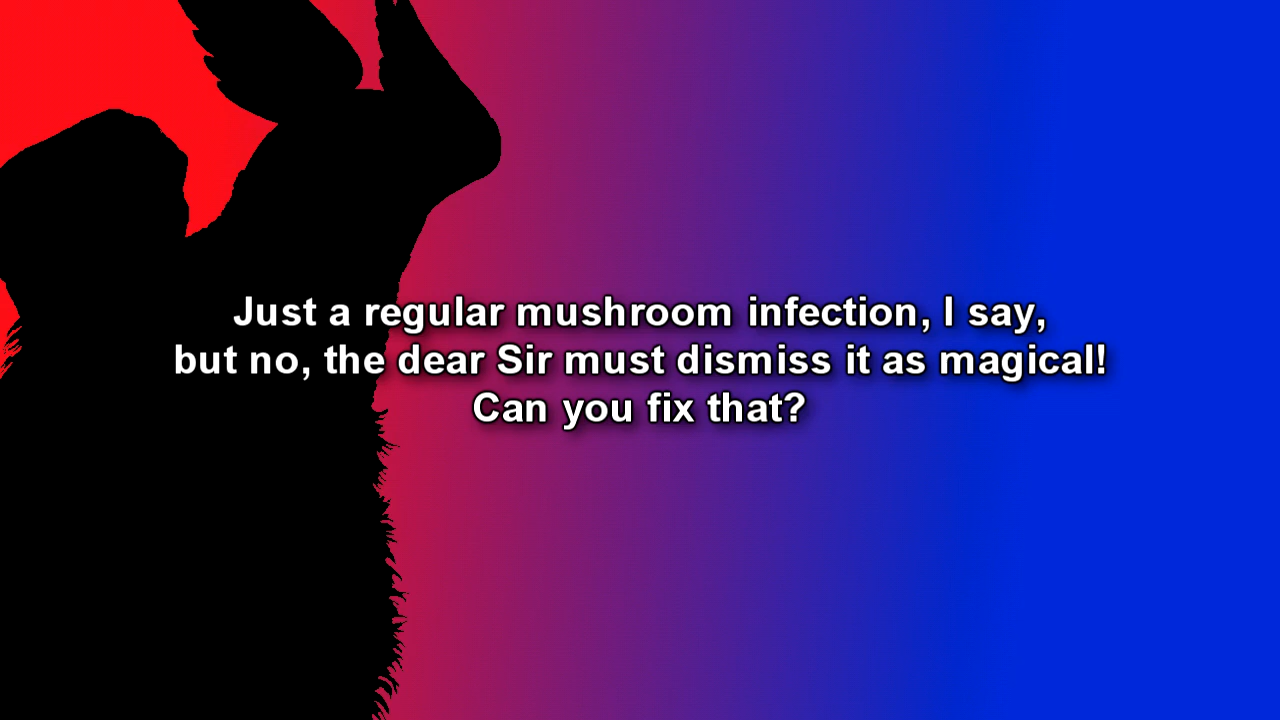 Just a regular mushroom infection, I say,
but no, the dear Sir must dismiss it as magical!
Can you fix that?